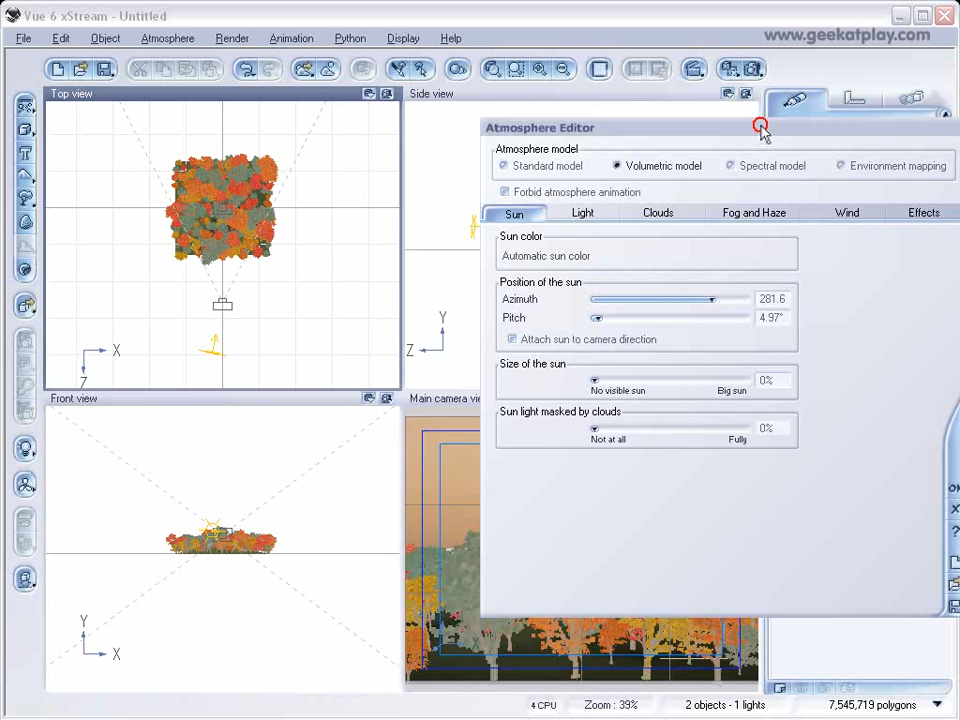 Vue 6 xStream - Untitled
File Edit Object Atmosphere Render Animation Python Display Help
www.geekatplay.com
Top view
Side view
Atmosphere Editor
Atmosphere model
Standard model Volumetric model Spectral model Environment mapping
Forbid atmosphere animation
Sun Light Clouds Fog and Haze Wind Effects
Sun color
Automatic sun color
Position of the sun
Azimuth 281.6
Pitch 4.97°
Attach sun to camera direction
Size of the sun
0%
No visible sun Big sun
Sun light masked by clouds
0%
Not at all Fully
X
Z
Y
Z
Front view
Main camera vie
Y
X
OK
4 CPU Zoom : 39% 2 objects - 1 lights 7,545,719 polygons